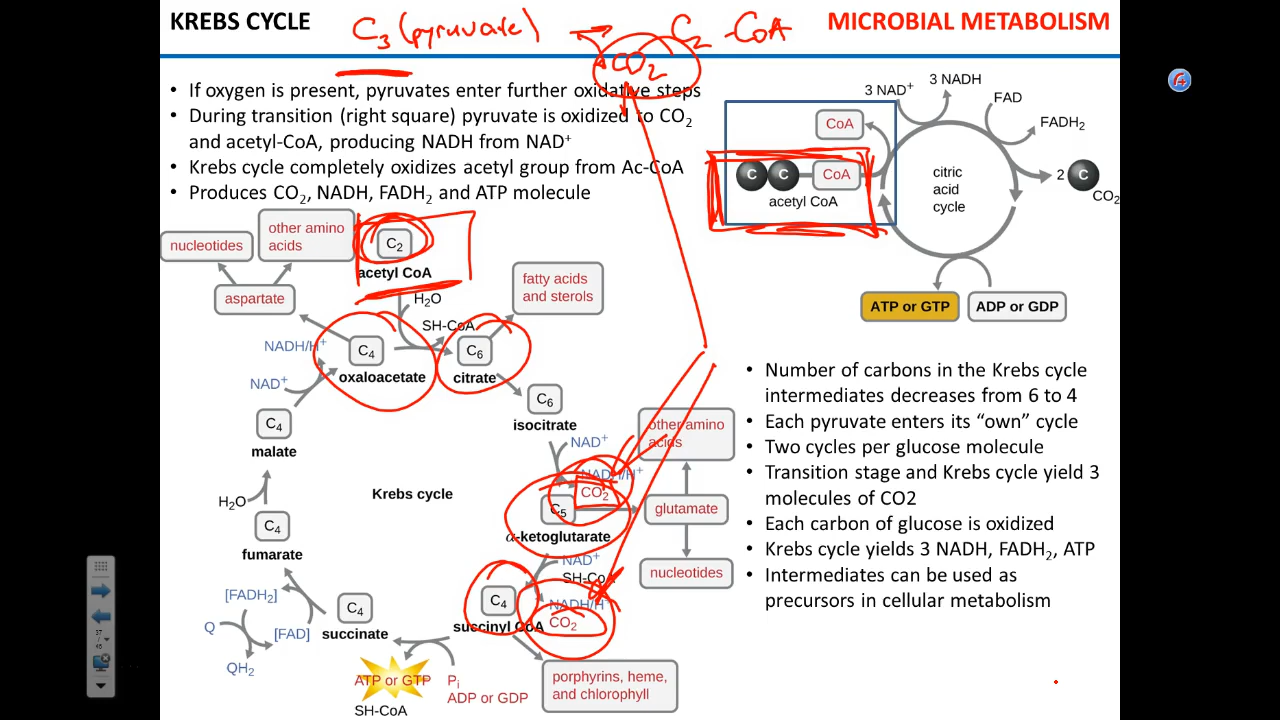 KREBS CYCLE
MICROBIAL METABOLISM
C3 (pyruvate) → C2 -CoA
CO2
• If oxygen is present, pyruvates enter further oxidative steps
• During transition (right square) pyruvate is oxidized to CO2
and acetyl-CoA, producing NADH from NAD+
• Krebs cycle completely oxidizes acetyl group from Ac-CoA
• Produces CO2, NADH, FADH2 and ATP molecule
3 NAD+
3 NADH
FAD
FADH2
CoA
C C CoA
acetyl CoA
citric
acid
cycle
2 C
CO2
ATP or GTP
ADP or GDP
nucleotides
other amino
acids
C2
acetyl CoA
aspartate
H2O
fatty acids
and sterols
SH-CoA
NADH/H+
C4
oxaloacetate
C6
citrate
NAD+
C6
isocitrate
C4
malate
NAD+
other amino
acids
NADH/H+
CO2
Krebs cycle
H2O
C5
α-ketoglutarate
glutamate
C4
fumarate
NAD+
SH-CoA
nucleotides
[FADH2]
C4
succinyl CoA
NADH/H+
CO2
Q
[FAD]
C4
succinate
QH2
ATP or GTP
Pi
ADP or GDP
SH-CoA
porphyrins, heme,
and chlorophyll
• Number of carbons in the Krebs cycle
intermediates decreases from 6 to 4
• Each pyruvate enters its “own” cycle
• Two cycles per glucose molecule
• Transition stage and Krebs cycle yield 3
molecules of CO2
• Each carbon of glucose is oxidized
• Krebs cycle yields 3 NADH, FADH2, ATP
• Intermediates can be used as
precursors in cellular metabolism